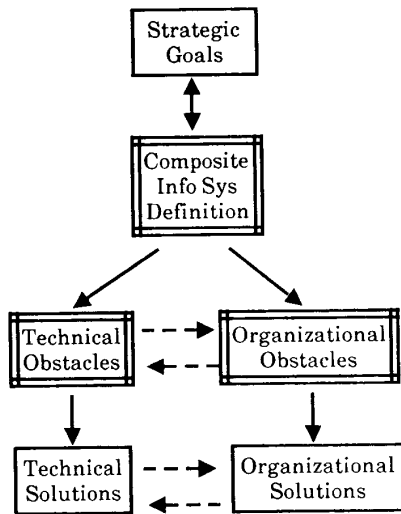 Strategic
Goals
Composite
Info Sys
Definition
Technical
Obstacles
Organizational
Obstacles
Technical
Solutions
Organizational
Solutions